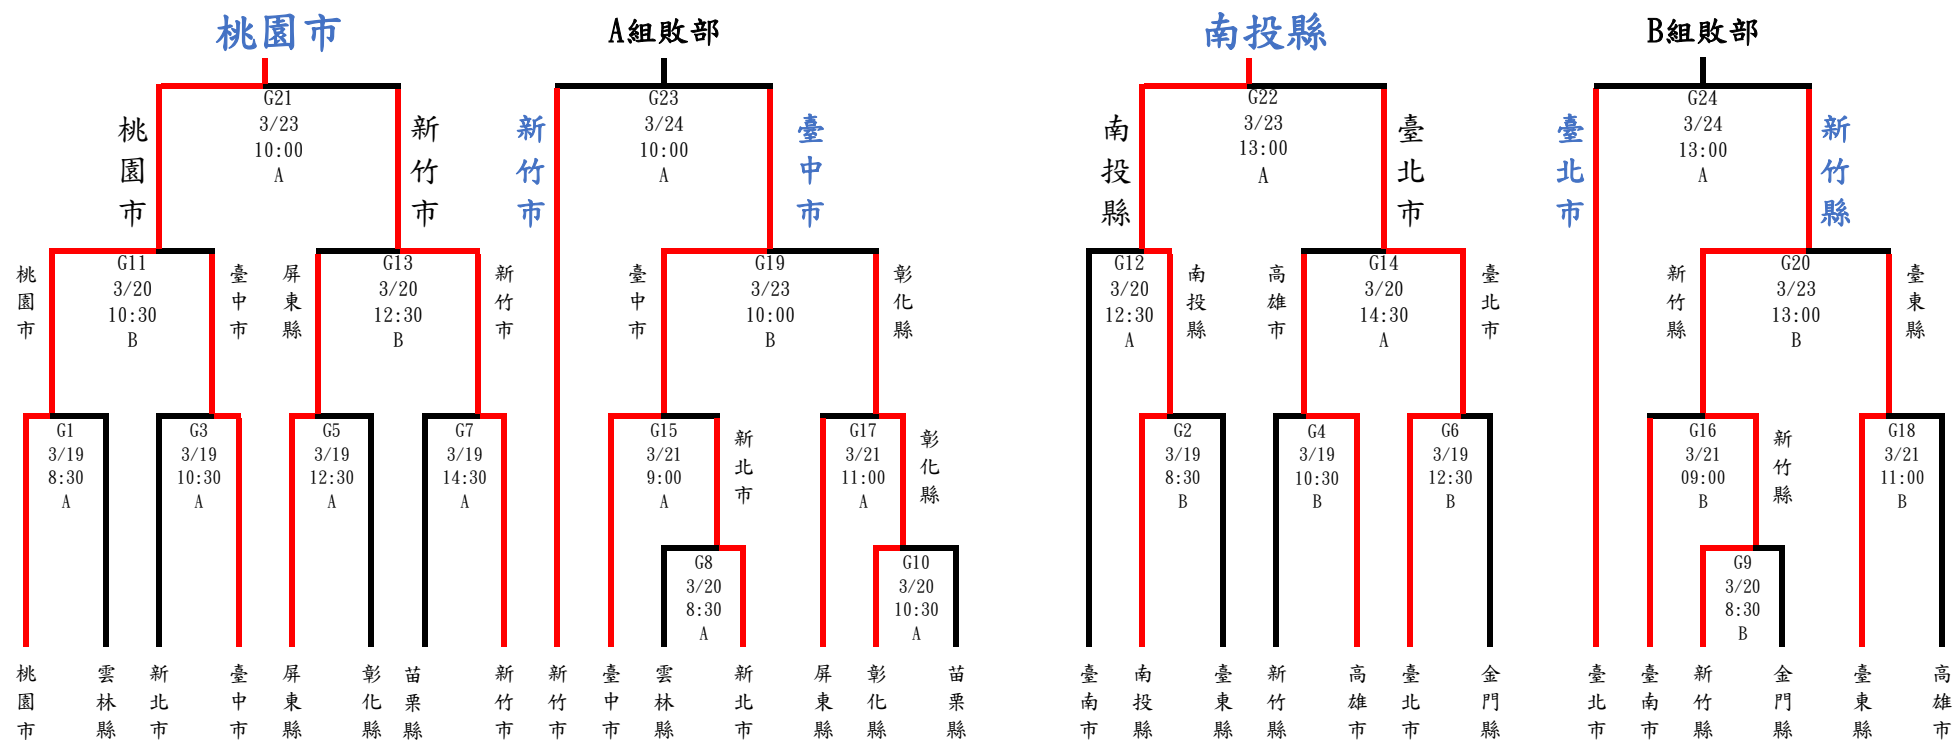 桃園市
A組敗部
南投縣
B組敗部
G21
3/23
10:00
A
桃園市
新竹市
G23
3/24
10:00
A
新竹市
臺中市
G22
3/23
13:00
A
南投縣
臺北市
G24
3/24
13:00
A
臺北市
新竹縣
桃園市
G11
3/20
10:30
B
臺中市
屏東縣
G13
3/20
12:30
B
新竹市
臺中市
G19
3/23
10:00
B
彰化縣
G12
3/20
12:30
A
南投縣
高雄市
G14
3/20
14:30
A
臺北市
新竹縣
G20
3/23
13:00
B
臺東縣
G1
3/19
8:30
A
G3
3/19
10:30
A
G5
3/19
12:30
A
G7
3/19
14:30
A
G15
3/21
9:00
A
新北市
G17
3/21
11:00
A
彰化縣
G2
3/19
8:30
B
G4
3/19
10:30
B
G6
3/19
12:30
B
G16
3/21
09:00
B
新竹縣
G18
3/21
11:00
B
G8
3/20
8:30
A
G10
3/20
10:30
A
G9
3/20
8:30
B
桃園市
雲林縣
新北市
臺中市
屏東縣
彰化縣
苗栗縣
新竹市
新竹市
臺中市
雲林縣
新北市
屏東縣
彰化縣
苗栗縣
臺南市
南投縣
臺東縣
新竹縣
高雄市
臺北市
金門縣
臺北市
臺南市
新竹縣
金門縣
臺東縣
高雄市